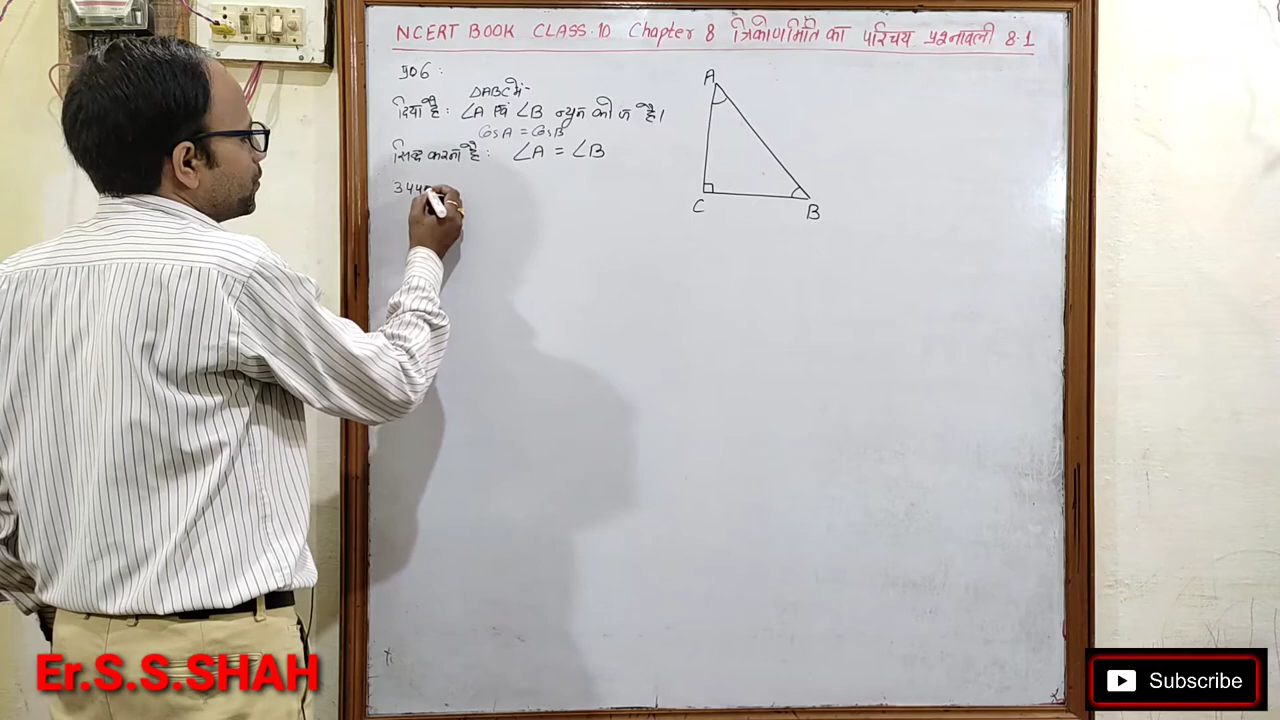 NCERT BOOK CLASS.10 Chapter 8 त्रिकोणमिति का परिचय प्रश्नावली 8.1
प्र06 :
ΔABC में-
दिया है : ∠A एवं ∠B न्यून कोण है।
CosA = CosB
सिद्ध करना है : ∠A = ∠B
A
C
B
Er.S.S.SHAH
Subscribe